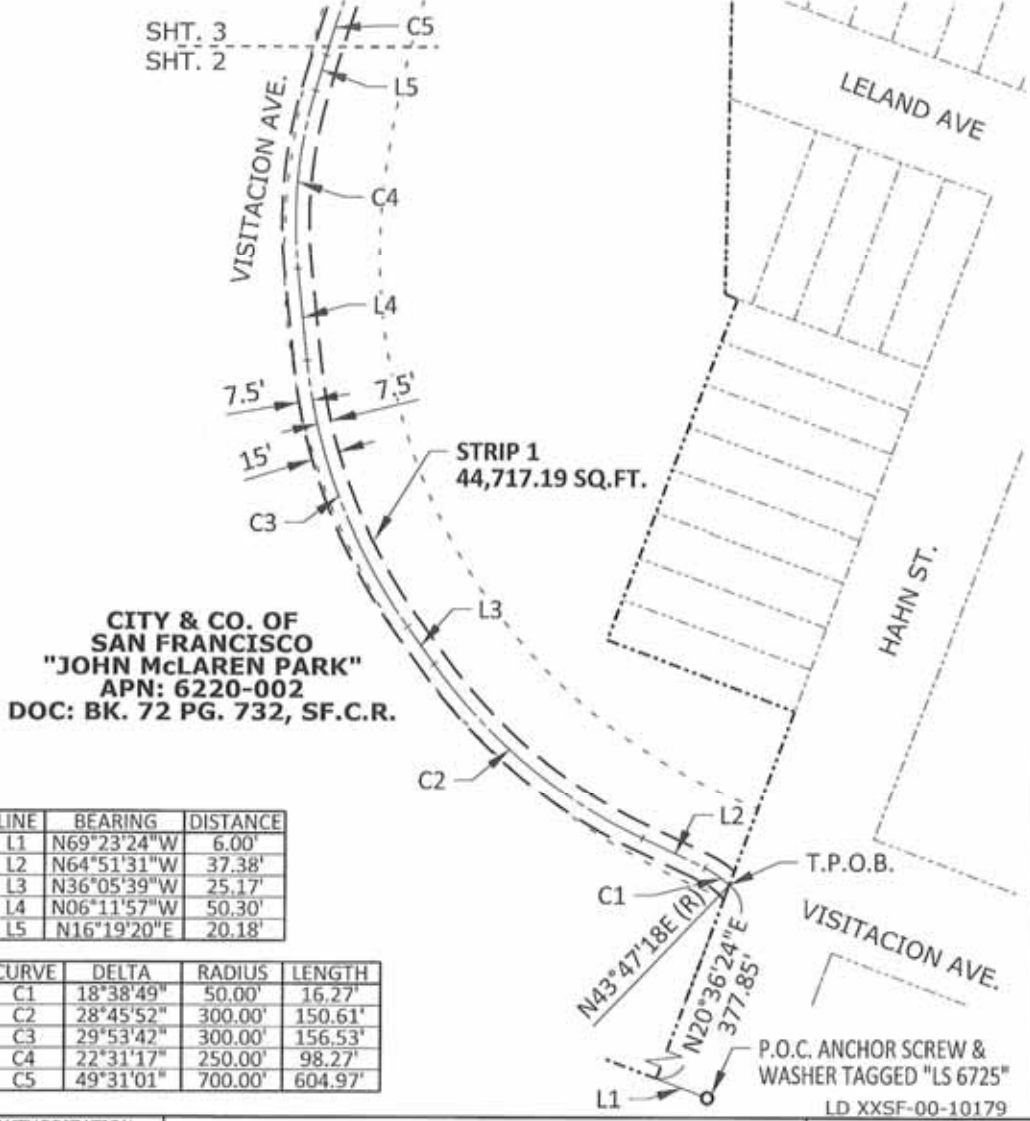 SHT. 3
SHT. 2
C5
L5
VISITACION AVE.
C4
L4
LELAND AVE
7.5'
7.5'
15'
STRIP 1
44,717.19 SQ.FT.
C3
L3
HAHN ST.
CITY & CO. OF
SAN FRANCISCO
"JOHN McLAREN PARK"
APN: 6220-002
DOC: BK. 72 PG. 732, SF.C.R.
C2
L2
C1
T.P.O.B.
VISITACION AVE.
N43°47'18E (R)
N20°36'24"E
377.85'
L1
P.O.C. ANCHOR SCREW &
WASHER TAGGED "LS 6725"
LD XXSF-00-10179
LINE BEARING DISTANCE
L1 N69°23'24"W 6.00'
L2 N64°51'31"W 37.38'
L3 N36°05'39"W 25.17'
L4 N06°11'57"W 50.30'
L5 N16°19'20"E 20.18'
CURVE DELTA RADIUS LENGTH
C1 18°38'49" 50.00' 16.27'
C2 28°45'52" 300.00' 150.61'
C3 29°53'42" 300.00' 156.53'
C4 22°31'17" 250.00' 98.27'
C5 49°31'01" 700.00' 604.97'